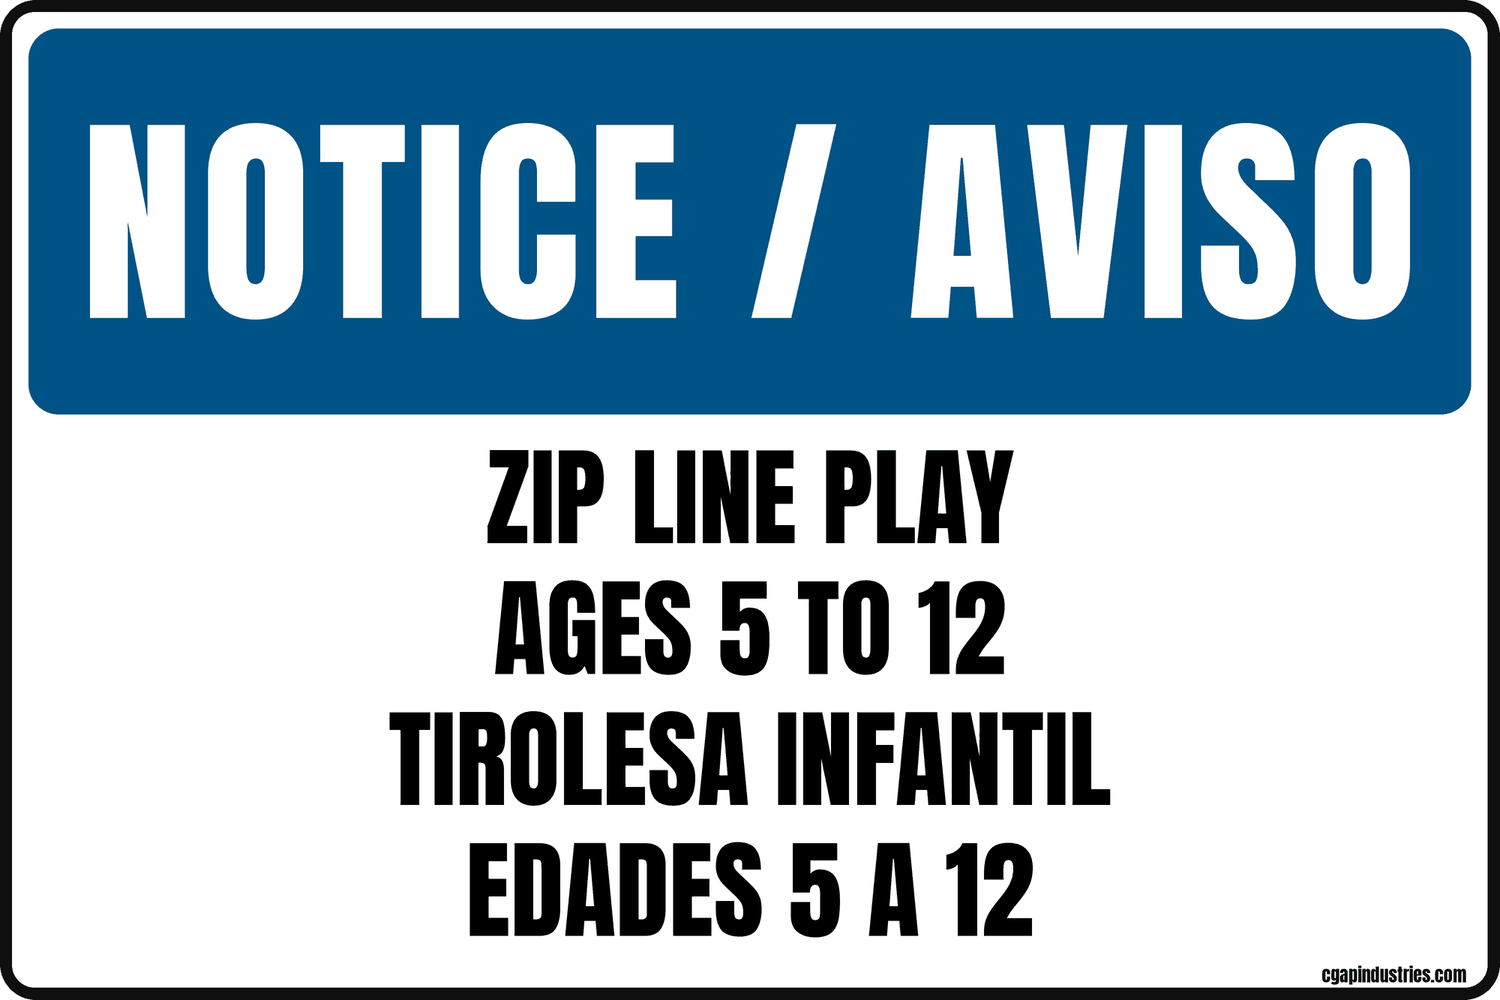 NOTICE / AVISO
ZIP LINE PLAY
AGES 5 TO 12
TIROLESA INFANTIL
EDADES 5 A 12
cgapindustries.com